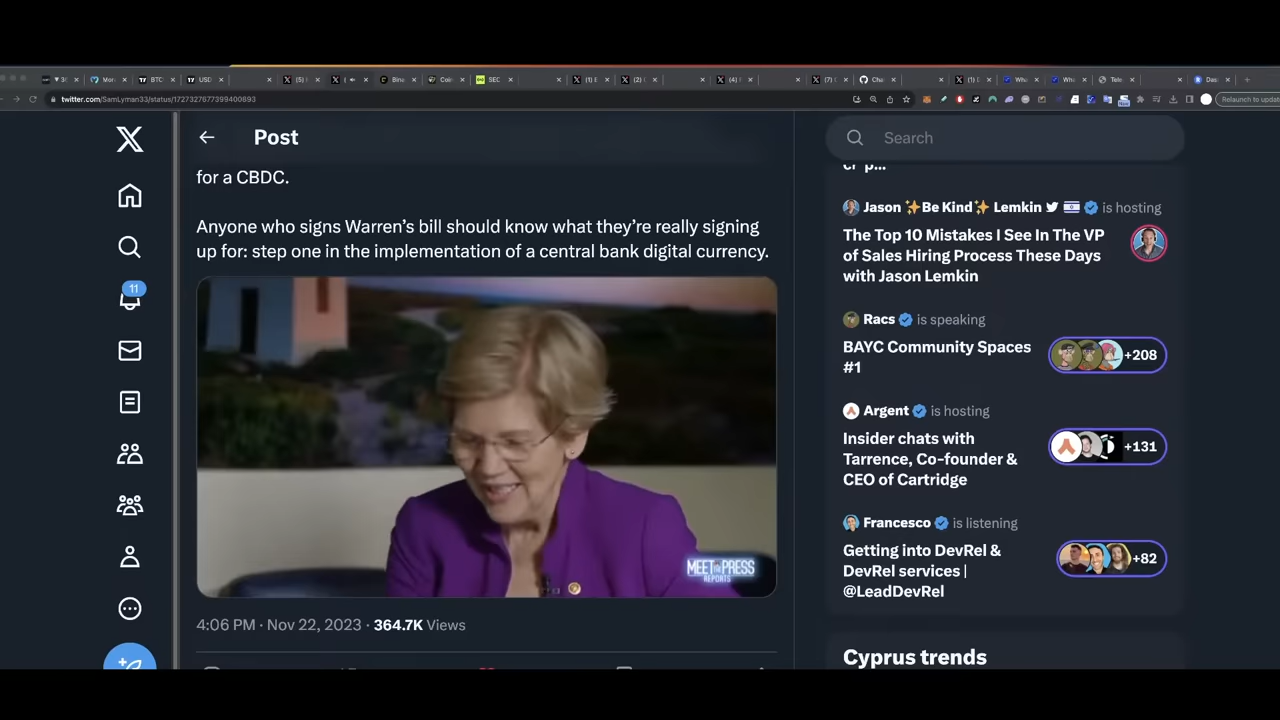 twitter.com/SamLyman33/status/1727327677399400893
Relaunch to update
Post
for a CBDC.
Anyone who signs Warren’s bill should know what they’re really signing
up for: step one in the implementation of a central bank digital currency.
MEET THE PRESS
REPORTS
4:06 PM · Nov 22, 2023 · 364.7K Views
11
Search
Jason ✨Be Kind✨ Lemkin is hosting
The Top 10 Mistakes I See In The VP
of Sales Hiring Process These Days
with Jason Lemkin
Racs is speaking
BAYC Community Spaces
#1
+208
Argent is hosting
Insider chats with
Tarrence, Co-founder &
CEO of Cartridge
+131
Francesco is listening
Getting into DevRel &
DevRel services |
@LeadDevRel
+82
Cyprus trends